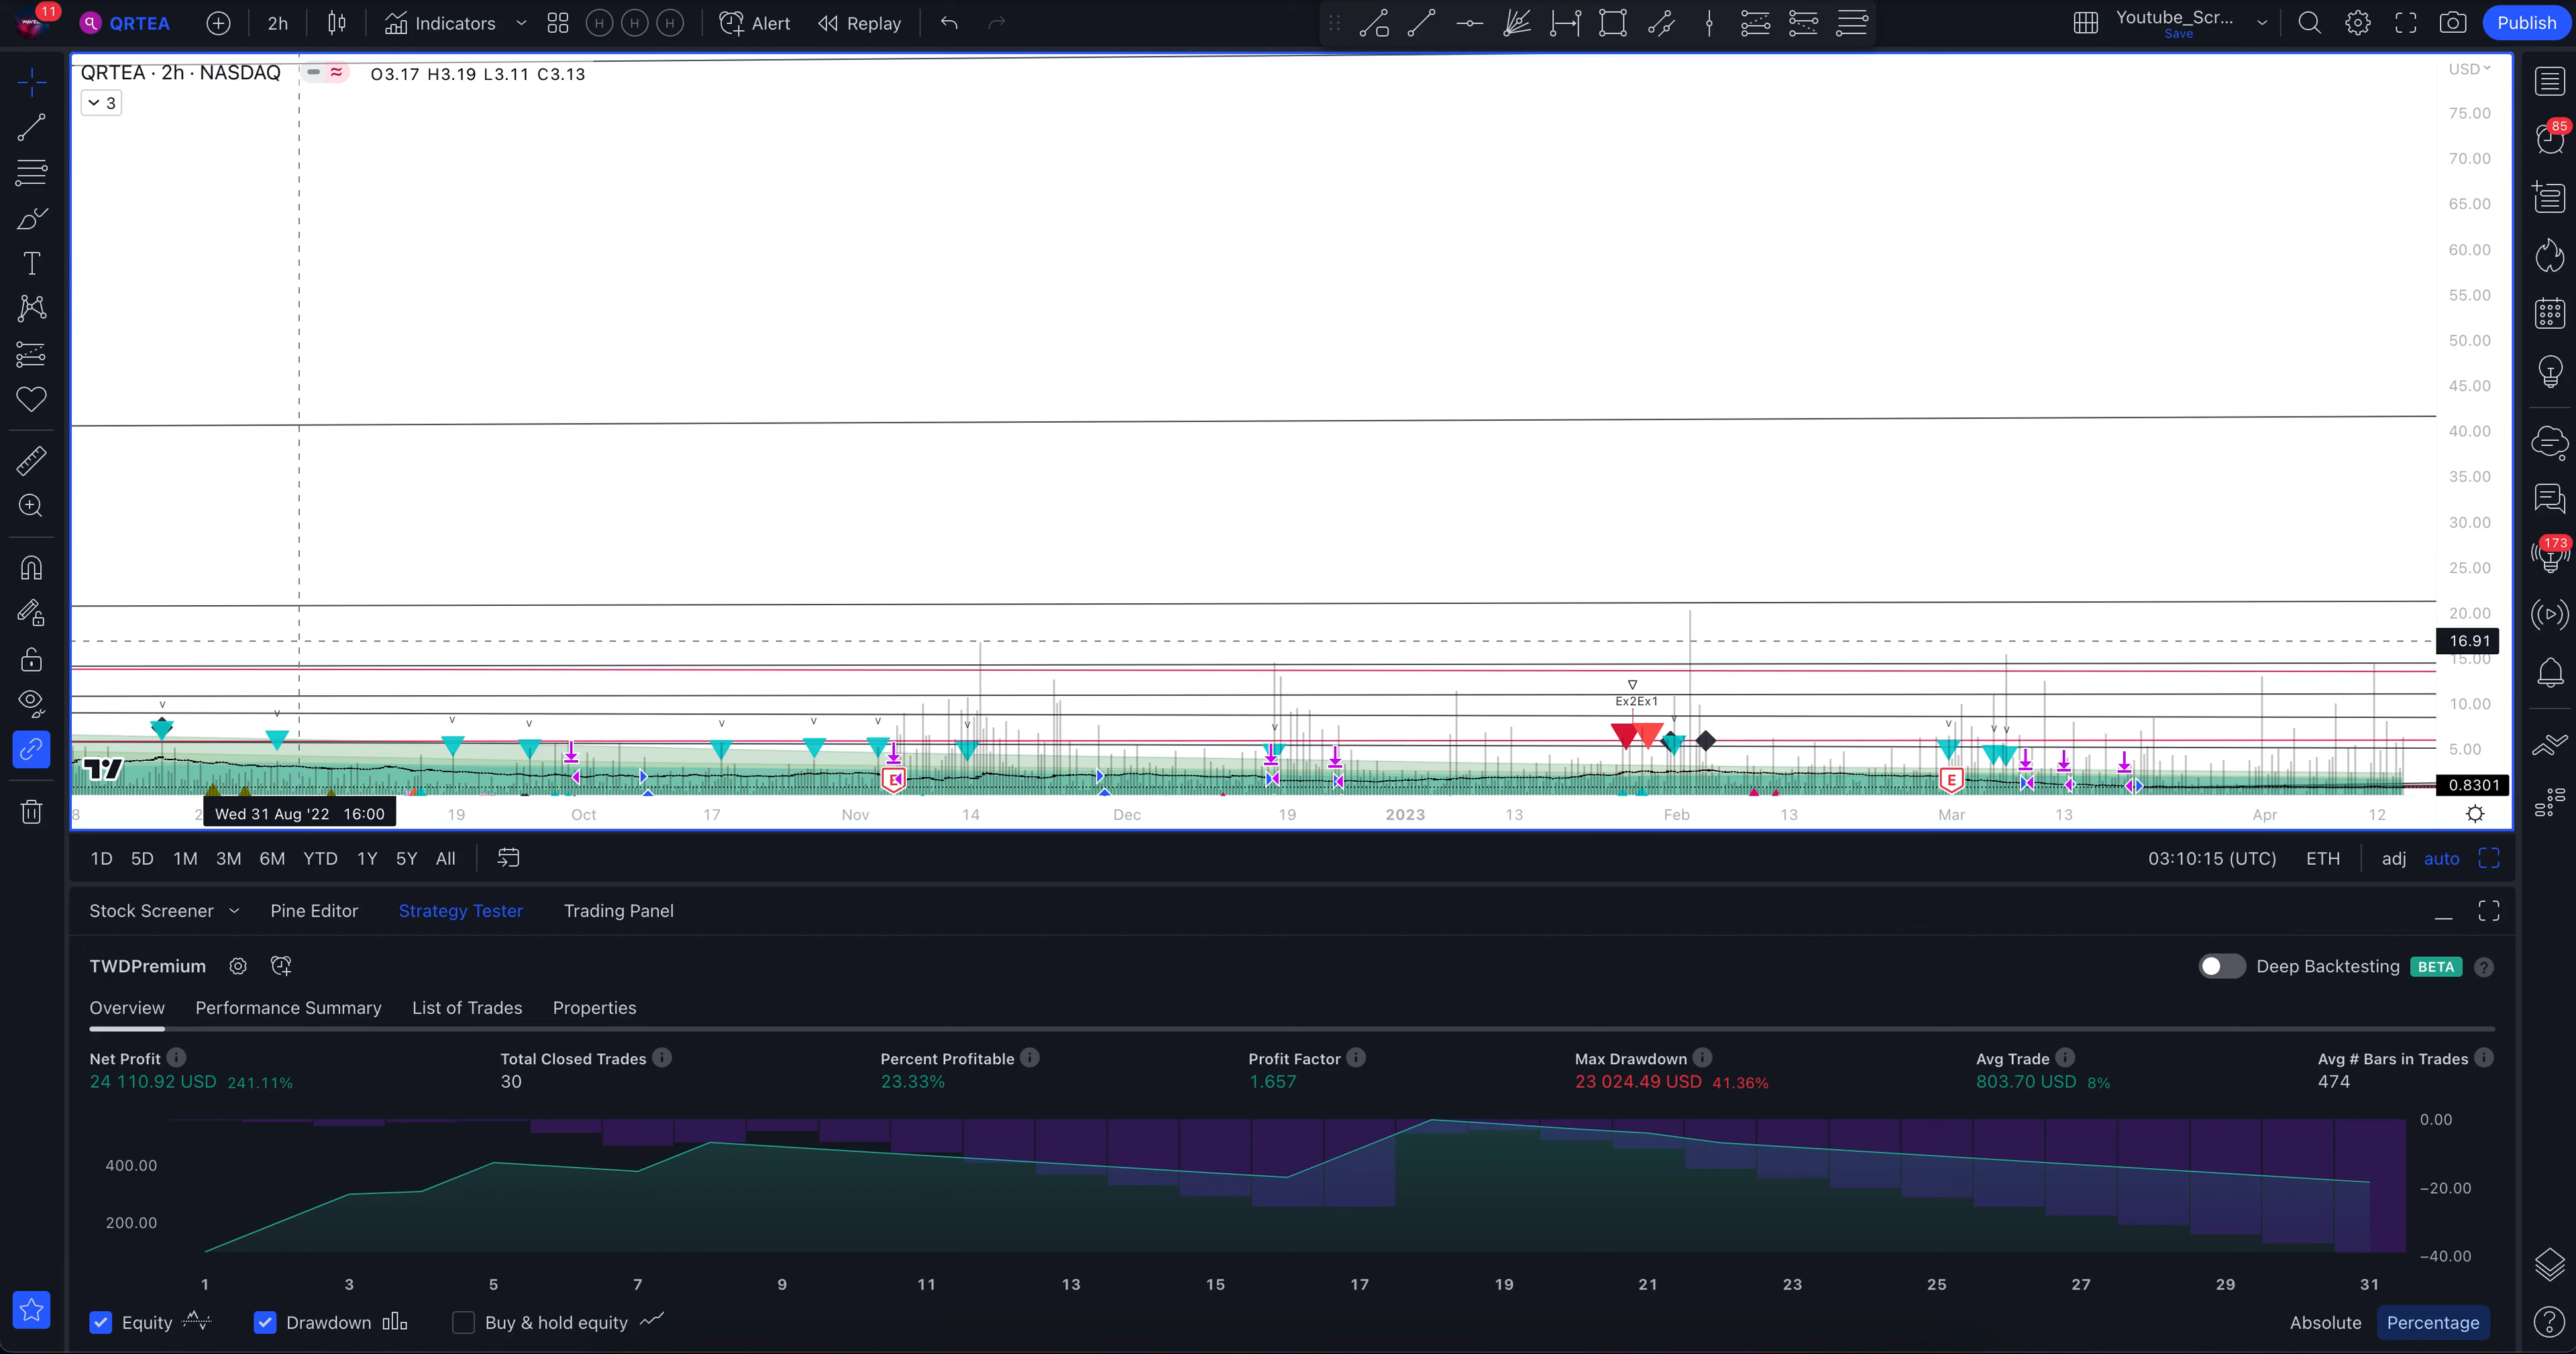 11
QRTEA
2h
Indicators
H
H
H
Alert
Replay
Youtube_Scr...
Save
Publish
QRTEA · 2h · NASDAQ
O3.17 H3.19 L3.11 C3.13
3
USD
75.00
70.00
65.00
60.00
55.00
50.00
45.00
40.00
35.00
30.00
25.00
20.00
16.91
15.00
10.00
5.00
0.8301
85
173
Ex2Ex1
E
E
8
2
Wed 31 Aug '22 16:00
19
Oct
17
Nov
14
Dec
19
2023
13
Feb
13
Mar
13
Apr
12
1D 5D 1M 3M 6M YTD 1Y 5Y All
03:10:15 (UTC)
ETH
adj
auto
Stock Screener
Pine Editor
Strategy Tester
Trading Panel
TWDPremium
Deep Backtesting
BETA
?
Overview
Performance Summary
List of Trades
Properties
Net Profit
24 110.92 USD 241.11%
Total Closed Trades
30
Percent Profitable
23.33%
Profit Factor
1.657
Max Drawdown
23 024.49 USD 41.36%
Avg Trade
803.70 USD 8%
Avg # Bars in Trades
474
400.00
200.00
0.00
−20.00
−40.00
1 3 5 7 9 11 13 15 17 19 21 23 25 27 29 31
Equity
Drawdown
Buy & hold equity
Absolute
Percentage